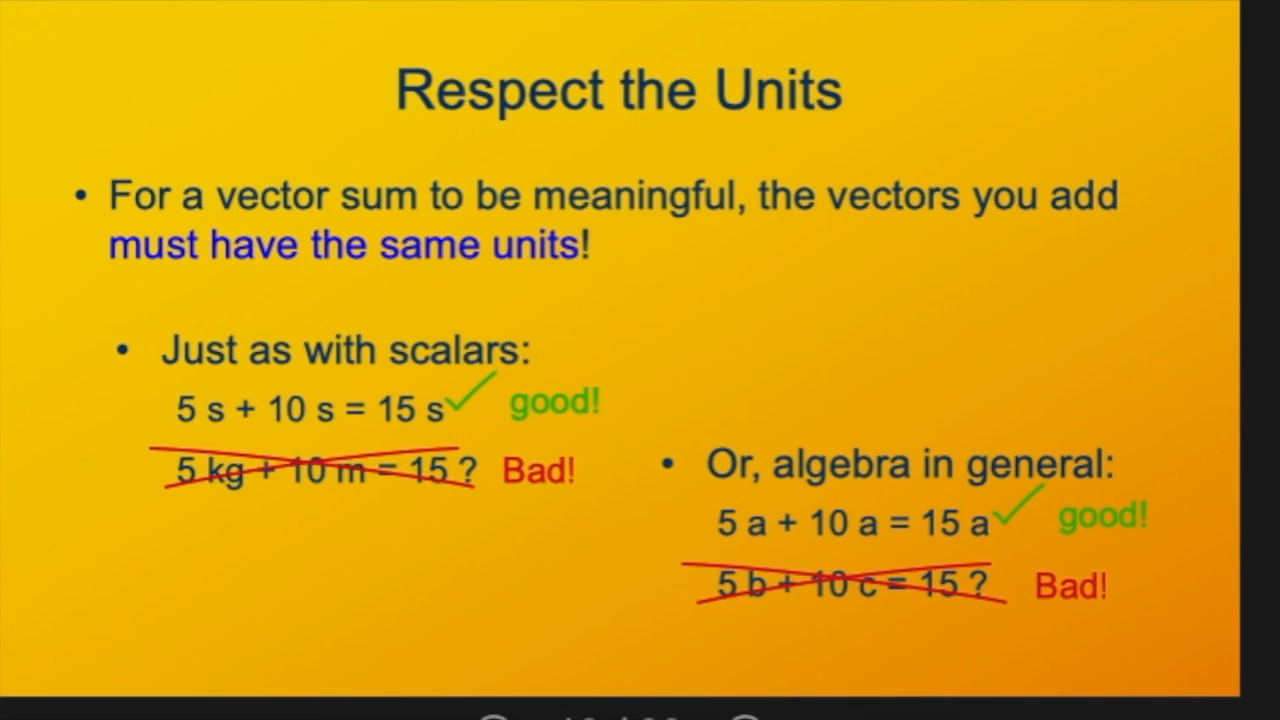 Respect the Units
• For a vector sum to be meaningful, the vectors you add
must have the same units!
• Just as with scalars:
5 s + 10 s = 15 s✓ good!
5 kg + 10 m = 15 ? Bad!
• Or, algebra in general:
5 a + 10 a = 15 a✓ good!
5 b + 10 c = 15 ? Bad!